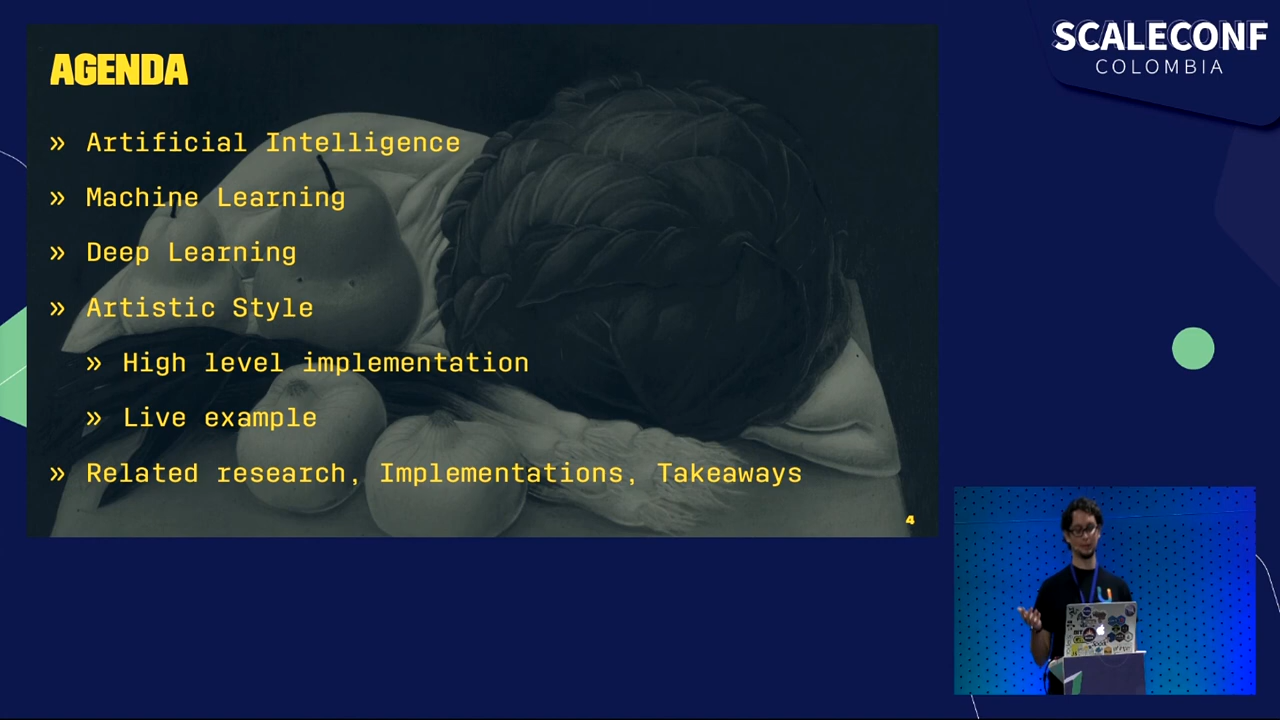 AGENDA
» Artificial Intelligence
» Machine Learning
» Deep Learning
» Artistic Style
» High level implementation
» Live example
» Related research, Implementations, Takeaways
4
SCALECONF
COLOMBIA